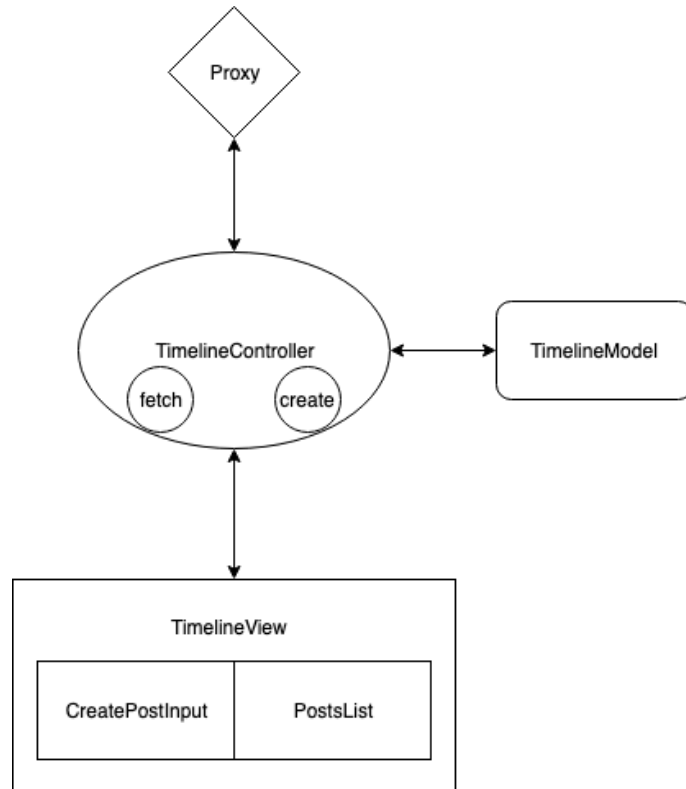 Proxy
TimelineController
TimelineModel
fetch
create
TimelineView
CreatePostInput
PostsList